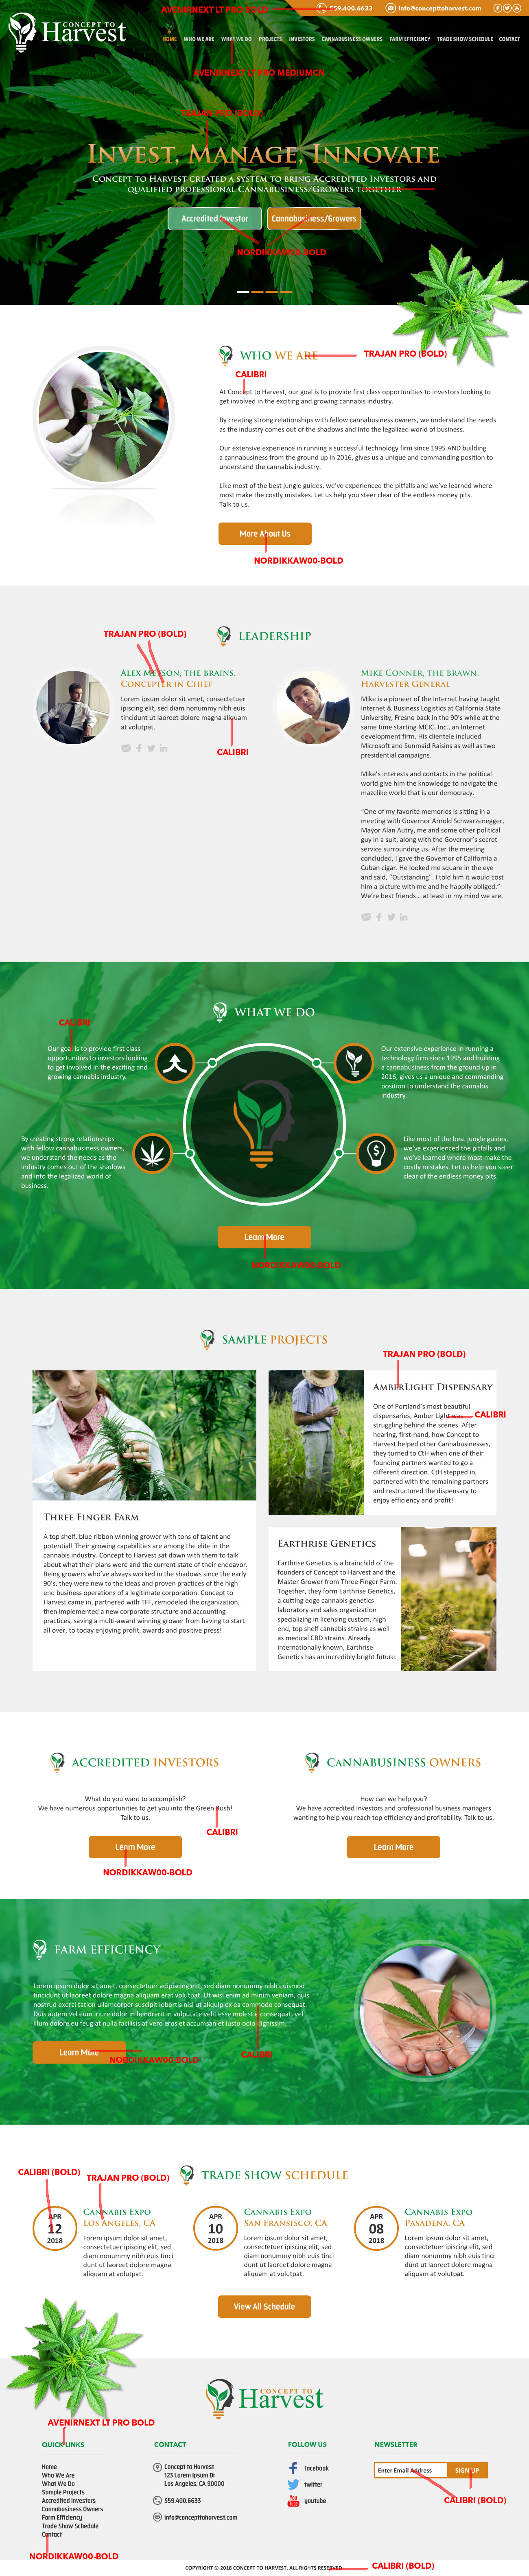 AVENIRNEXT LT PRO BOLD
559.400.6633
info@concepttoharvest.com
CONCEPT TO
Harvest
HOME WHO WE ARE WHAT WE DO PROJECTS INVESTORS CANNABUSINESS OWNERS FARM EFFICIENCY TRADE SHOW SCHEDULE CONTACT
AVENIRNEXT LT PRO MEDIUMCN
TRAJAN PRO (BOLD)
Invest, Manage, Innovate
Concept to Harvest created a system to bring Accredited Investors and
qualified professional Cannabusiness/Growers together
Accredited Investor
Cannabusiness/Growers
NORDIKKAW00-BOLD
WHO WE ARE
TRAJAN PRO (BOLD)
CALIBRI
At Concept to Harvest, our goal is to provide first class opportunities to investors looking to
get involved in the exciting and growing cannabis industry.
By creating strong relationships with fellow cannabusiness owners, we understand the needs
as the industry comes out of the shadows and into the legalized world of business.
Our extensive experience in running a successful technology firm since 1995 AND building
a cannabusiness from the ground up in 2016, gives us a unique and commanding position to
understand the cannabis industry.
Like most of the best jungle guides, we've experienced the pitfalls and we've learned where
most make the costly mistakes. Let us help you steer clear of the endless money pits.
Talk to us.
More About Us
NORDIKKAW00-BOLD
TRAJAN PRO (BOLD)
LEADERSHIP
Alex M
son, the brains.
Concepter in Chief
Lorem ipsum dolor sit amet, consectetuer
ipiscing elit, sed diam nonummy nibh euis
tincidunt ut laoreet dolore magna aliquam
at volutpat.
CALIBRI
Mike Conner, the brawn.
Harvester General
Mike is a pioneer of the Internet having taught
Internet & Business Logistics at California State
University, Fresno back in the 90's while at the
same time starting MCIC, Inc., an Internet
development firm. His clientele included
Microsoft and Sunmaid Raisins as well as two
presidential campaigns.
Mike's interests and contacts in the political
world give him the knowledge to navigate the
mazelike world that is our democracy.
"One of my favorite memories is sitting in a
meeting with Governor Arnold Schwarzenegger,
Mayor Alan Autry, me and some other political
guy in a suit, along with the Governor's secret
service surrounding us. After the meeting
concluded, I gave the Governor of California a
Cuban cigar. He looked me square in the eye
and said, "Outstanding". I told him it would cost
him a picture with me and he happily obliged."
We're best friends... at least in my mind we are.
WHAT WE DO
CALIBRI
Our goal is to provide first class
opportunities to investors looking
to get involved in the exciting and
growing cannabis industry.
Our extensive experience in running a
technology firm since 1995 and building
a cannabusiness from the ground up in
2016, gives us a unique and commanding
position to understand the cannabis
industry.
By creating strong relationships
with fellow cannabusiness owners,
we understand the needs as the
industry comes out of the shadows
and into the legalized world of
business.
Like most of the best jungle guides,
we've experienced the pitfalls and
we've learned where most make the
costly mistakes. Let us help you steer
clear of the endless money pits.
Learn More
NORDIKKAW00-BOLD
SAMPLE PROJECTS
TRAJAN PRO (BOLD)
AmberLight Dispensary
One of Portland's most beautiful
dispensaries, Amber Light was
struggling behind the scenes. After
hearing, first-hand, how Concept to
Harvest helped other Cannabusinesses,
they turned to CtH when one of their
founding partners wanted to go a
different direction. CtH stepped in,
partnered with the remaining partners
and restructured the dispensary to
enjoy efficiency and profit!
CALIBRI
Three Finger Farm
A top shelf, blue ribbon winning grower with tons of talent and
potential! Their growing capabilities are among the elite in the
cannabis industry. Concept to Harvest sat down with them to talk
about what their plans were and the current state of their endeavor.
Being growers who've always worked in the shadows since the early
90's, they were new to the ideas and proven practices of the high
end business operations of a legitimate corporation. Concept to
Harvest came in, partnered with TFF, remodeled the organization,
then implemented a new corporate structure and accounting
practices, saving a multi-award winning grower from having to start
all over, to today enjoying profit, awards and positive press!
Earthrise Genetics
Earthrise Genetics is a brainchild of the
founders of Concept to Harvest and the
Master Grower from Three Finger Farm.
Together, they form Earthrise Genetics,
a cutting edge cannabis genetics
laboratory and sales organization
specializing in licensing custom, high
end, top shelf cannabis strains as well
as medical CBD strains. Already
internationally known, Earthrise
Genetics has an incredibly bright future.
ACCREDITED INVESTORS
What do you want to accomplish?
We have numerous opportunities to get you into the Green Rush!
Talk to us.
CALIBRI
Learn More
NORDIKKAW00-BOLD
CANNABUSINESS OWNERS
How can we help you?
We have accredited investors and professional business managers
wanting to help you reach top efficiency and profitability. Talk to us.
Learn More
FARM EFFICIENCY
Lorem ipsum dolor sit amet, consectetuer adipiscing elit, sed diam nonummy nibh euismod
tincidunt ut laoreet dolore magna aliquam erat volutpat. Ut wisi enim ad minim veniam, quis
nostrud exerci tation ullamcorper suscipit lobortis nisl ut aliquip ex ea commodo consequat.
Duis autem vel eum iriure dolor in hendrerit in vulputate velit esse molestie consequat, vel
illum dolore eu feugiat nulla facilisis at vero eros et accumsan et iusto odio dignissim.
Learn More
NORDIKKAW00-BOLD
CALIBRI
CALIBRI (BOLD)
TRAJAN PRO (BOLD)
TRADE SHOW SCHEDULE
APR
12
2018
Cannabis Expo
Los Angeles, CA
Lorem ipsum dolor sit amet,
consectetuer ipiscing elit, sed
diam nonummy nibh euis tinci
dunt ut laoreet dolore magna
aliquam at volutpat.
APR
10
2018
Cannabis Expo
San Fransisco, CA
Lorem ipsum dolor sit amet,
consectetuer ipiscing elit, sed
diam nonummy nibh euis tinci
dunt ut laoreet dolore magna
aliquam at volutpat.
APR
08
2018
Cannabis Expo
Pasadena, CA
Lorem ipsum dolor sit amet,
consectetuer ipiscing elit, sed
diam nonummy nibh euis tinci
dunt ut laoreet dolore magna
aliquam at volutpat.
View All Schedule
CONCEPT TO
Harvest
AVENIRNEXT LT PRO BOLD
QUICK LINKS
Home
Who We Are
What We Do
Sample Projects
Accredited Investors
Cannabusiness Owners
Farm Efficiency
Trade Show Schedule
Contact
NORDIKKAW00-BOLD
CONTACT
Concept to Harvest
123 Lorem Ipsum Dr
Los Angeles, CA 90000
559.400.6633
info@concepttoharvest.com
FOLLOW US
facebook
twitter
You
Tube
youtube
NEWSLETTER
Enter Email Address
SIGN UP
CALIBRI (BOLD)
COPYRIGHT © 2018 CONCEPT TO HARVEST. ALL RIGHTS RESERVED.
CALIBRI (BOLD)